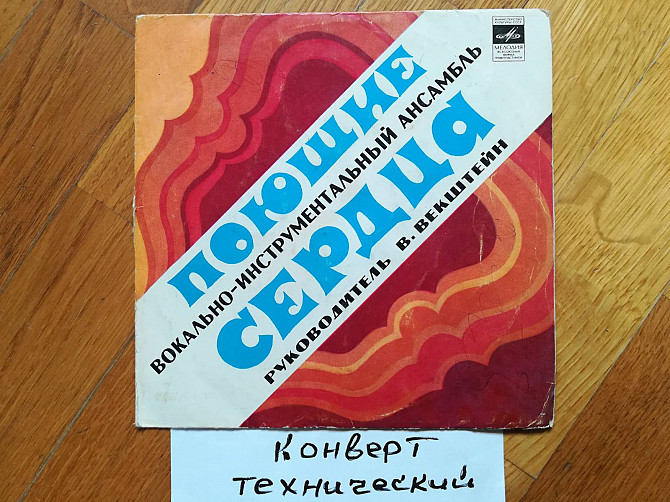 МЕЛОДИЯ
ПОЮЩИЕ
ВОКАЛЬНО-ИНСТРУМЕНТАЛЬНЫЙ АНСАМБЛЬ
СЕРДЦА
РУКОВОДИТЕЛЬ В. ВЕКШТЕЙН
Конверт
технический